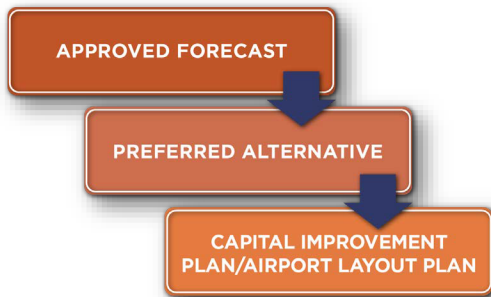 APPROVED FORECAST
PREFERRED ALTERNATIVE
CAPITAL IMPROVEMENT
PLAN/AIRPORT LAYOUT PLAN